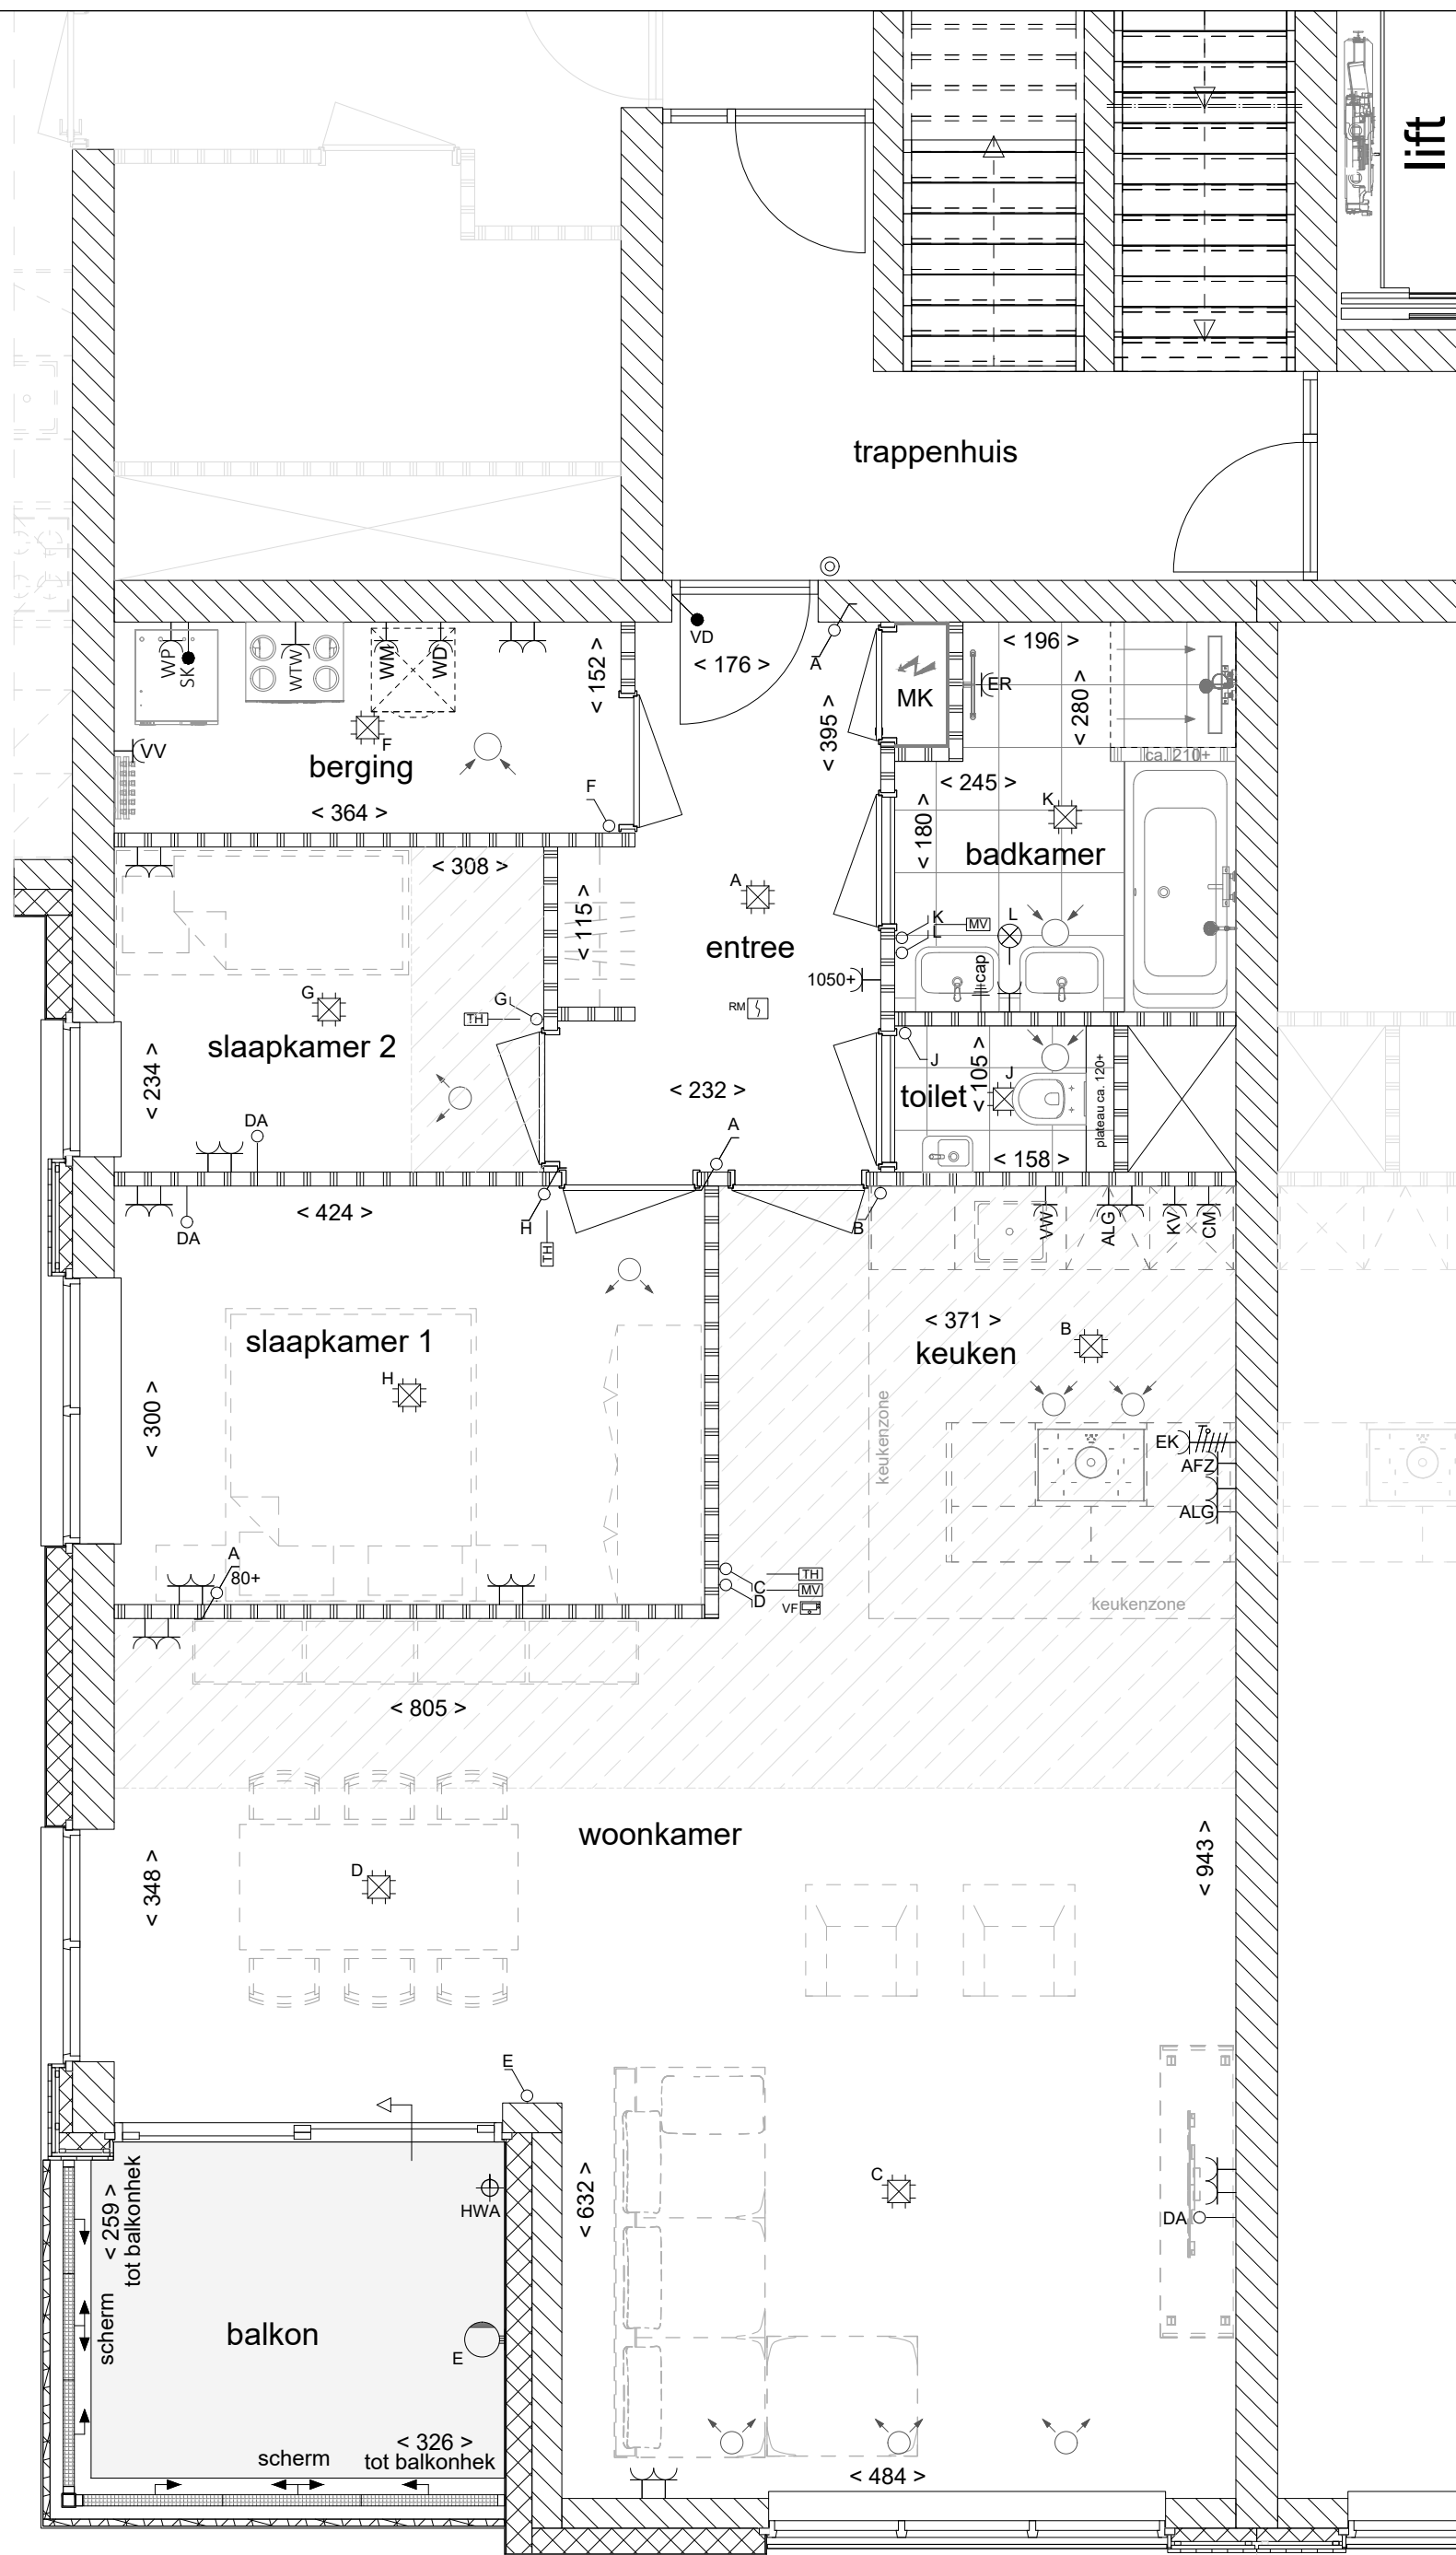 lift
trappenhuis
VD
< 176 >
A
< 196 >
WP
SK
WTW
WM
WD
< 152 >
MK
ER
< 280 >
< 395 >
ca. 210+
VV
F
berging
F
< 364 >
< 245 >
K
< 180 >
badkamer
< 308 >
A
< 115 >
entree
K
L
MV
L
cap
1050+
G
G
TH
RM
slaapkamer 2
< 234 >
DA
< 232 >
J
< 105 >
J
toilet
plateau ca. 120+
< 158 >
A
< 424 >
DA
H
TH
B
VW
ALG
KV
CM
slaapkamer 1
H
< 300 >
< 371 >
B
keuken
keukenzone
EK
T°
AFZ
ALG
A
80+
C
D
TH
MV
VF
keukenzone
< 805 >
woonkamer
D
< 348 >
< 943 >
E
C
HWA
< 259 >
tot balkonhek
< 632 >
DA
scherm
balkon
E
< 326 >
scherm
tot balkonhek
< 484 >